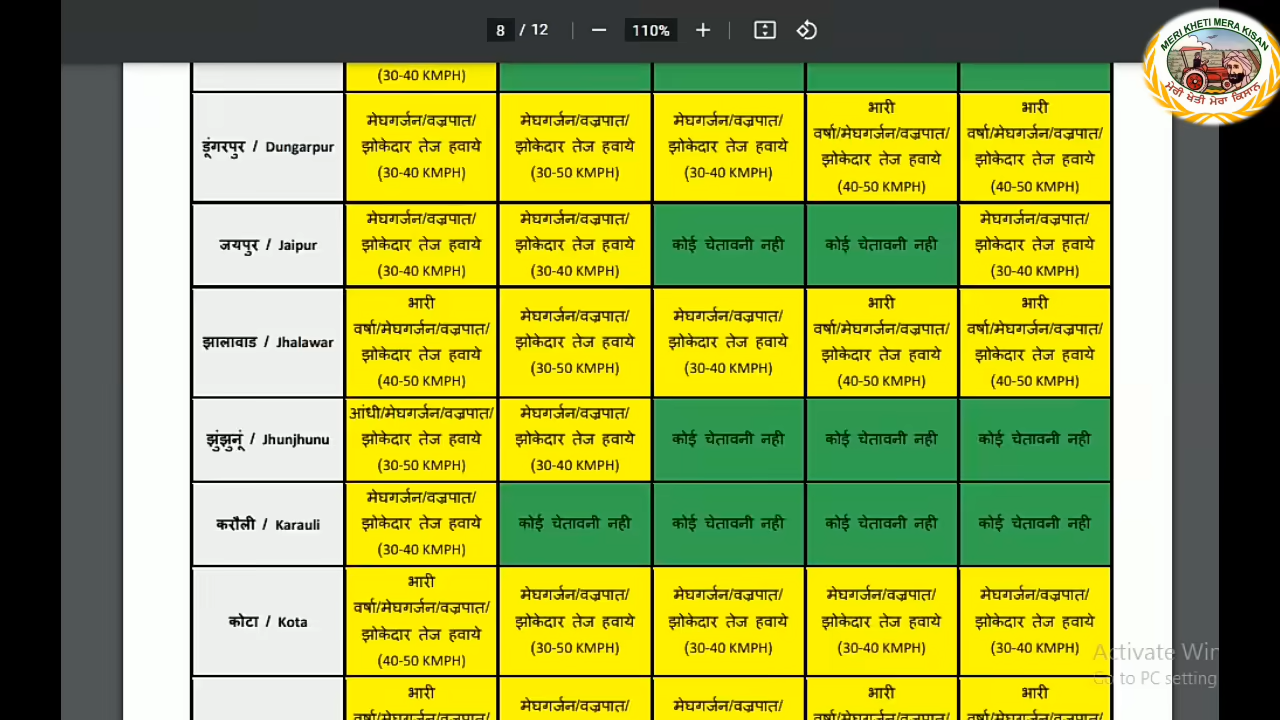 8 / 12 110%
MERI KHETI MERA KISAN
ਮੇਰੀ ਖੇਤੀ ਮੇਰਾ ਕਿਸਾਨ
(30-40 KMPH)
डूंगरपुर / Dungarpur
मेघगर्जन/वज्रपात/
झोकेदार तेज हवाये
(30-40 KMPH)
मेघगर्जन/वज्रपात/
झोकेदार तेज हवाये
(30-50 KMPH)
मेघगर्जन/वज्रपात/
झोकेदार तेज हवाये
(30-40 KMPH)
भारी
वर्षा/मेघगर्जन/वज्रपात/
झोकेदार तेज हवाये
(40-50 KMPH)
भारी
वर्षा/मेघगर्जन/वज्रपात/
झोकेदार तेज हवाये
(40-50 KMPH)
जयपुर / Jaipur
मेघगर्जन/वज्रपात/
झोकेदार तेज हवाये
(30-40 KMPH)
मेघगर्जन/वज्रपात/
झोकेदार तेज हवाये
(30-40 KMPH)
कोई चेतावनी नही
कोई चेतावनी नही
मेघगर्जन/वज्रपात/
झोकेदार तेज हवाये
(30-40 KMPH)
झालावाड / Jhalawar
भारी
वर्षा/मेघगर्जन/वज्रपात/
झोकेदार तेज हवाये
(40-50 KMPH)
मेघगर्जन/वज्रपात/
झोकेदार तेज हवाये
(30-50 KMPH)
मेघगर्जन/वज्रपात/
झोकेदार तेज हवाये
(30-40 KMPH)
भारी
वर्षा/मेघगर्जन/वज्रपात/
झोकेदार तेज हवाये
(40-50 KMPH)
भारी
वर्षा/मेघगर्जन/वज्रपात/
झोकेदार तेज हवाये
(40-50 KMPH)
झुंझुनूं / Jhunjhunu
आंधी/मेघगर्जन/वज्रपात/
झोकेदार तेज हवाये
(30-50 KMPH)
मेघगर्जन/वज्रपात/
झोकेदार तेज हवाये
(30-40 KMPH)
कोई चेतावनी नही
कोई चेतावनी नही
कोई चेतावनी नही
करौली / Karauli
मेघगर्जन/वज्रपात/
झोकेदार तेज हवाये
(30-40 KMPH)
कोई चेतावनी नही
कोई चेतावनी नही
कोई चेतावनी नही
कोई चेतावनी नही
कोटा / Kota
भारी
वर्षा/मेघगर्जन/वज्रपात/
झोकेदार तेज हवाये
(40-50 KMPH)
मेघगर्जन/वज्रपात/
झोकेदार तेज हवाये
(30-50 KMPH)
मेघगर्जन/वज्रपात/
झोकेदार तेज हवाये
(30-40 KMPH)
मेघगर्जन/वज्रपात/
झोकेदार तेज हवाये
(30-40 KMPH)
मेघगर्जन/वज्रपात/
झोकेदार तेज हवाये
(30-40 KMPH)
Activate Win
Go to PC setting
भारी
मेघगर्जन/वज्रपात/
मेघगर्जन/वज्रपात/
भारी
भारी